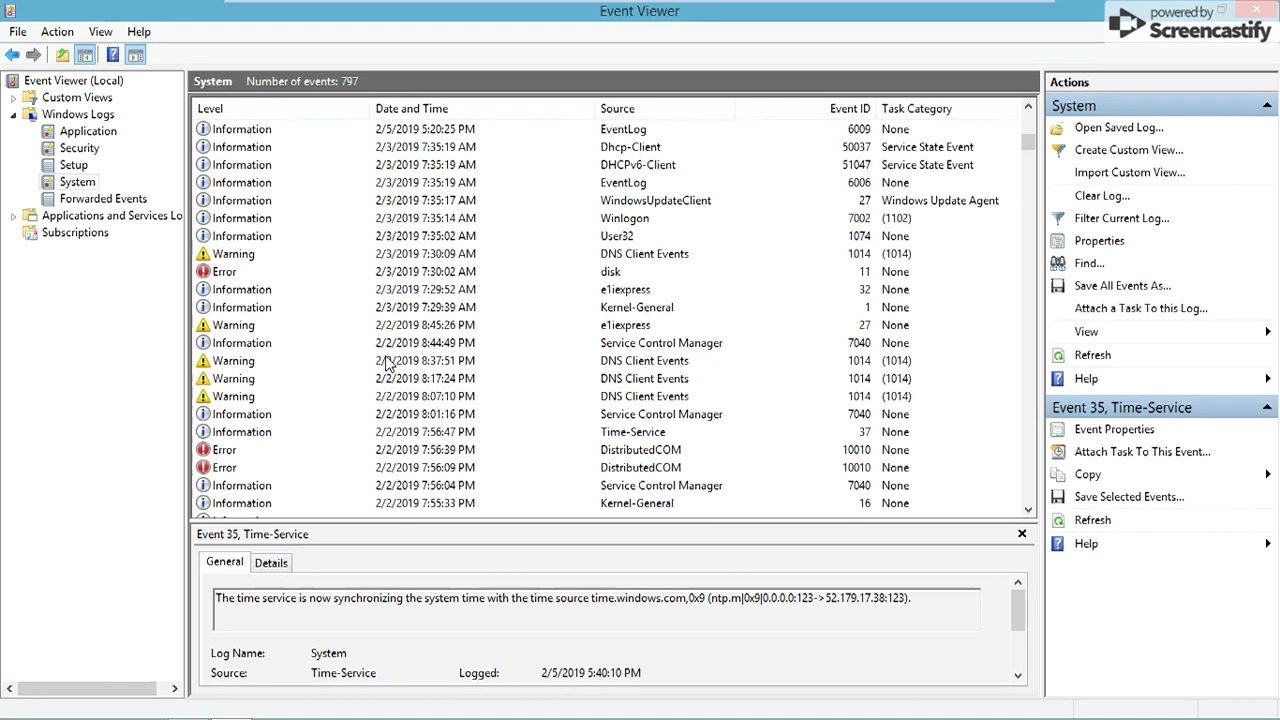 Event Viewer
powered by
Screencastify
File Action View Help
Event Viewer (Local)
Custom Views
Windows Logs
Application
Security
Setup
System
Forwarded Events
Applications and Services Lo
Subscriptions
System Number of events: 797
Level Date and Time Source Event ID Task Category
Information 2/5/2019 5:20:25 PM EventLog 6009 None
Information 2/3/2019 7:35:19 AM Dhcp-Client 50037 Service State Event
Information 2/3/2019 7:35:19 AM DHCPv6-Client 51047 Service State Event
Information 2/3/2019 7:35:19 AM EventLog 6006 None
Information 2/3/2019 7:35:17 AM WindowsUpdateClient 27 Windows Update Agent
Information 2/3/2019 7:35:14 AM Winlogon 7002 (1102)
Information 2/3/2019 7:35:02 AM User32 1074 None
Warning 2/3/2019 7:30:09 AM DNS Client Events 1014 (1014)
Error 2/3/2019 7:30:02 AM disk 11 None
Information 2/3/2019 7:29:52 AM e1iexpress 32 None
Information 2/3/2019 7:29:39 AM Kernel-General 1 None
Warning 2/2/2019 8:45:26 PM e1iexpress 27 None
Information 2/2/2019 8:44:49 PM Service Control Manager 7040 None
Warning 2/2/2019 8:37:51 PM DNS Client Events 1014 (1014)
Warning 2/2/2019 8:17:24 PM DNS Client Events 1014 (1014)
Warning 2/2/2019 8:07:10 PM DNS Client Events 1014 (1014)
Information 2/2/2019 8:01:16 PM Service Control Manager 7040 None
Information 2/2/2019 7:56:47 PM Time-Service 37 None
Error 2/2/2019 7:56:39 PM DistributedCOM 10010 None
Error 2/2/2019 7:56:09 PM DistributedCOM 10010 None
Information 2/2/2019 7:56:04 PM Service Control Manager 7040 None
Information 2/2/2019 7:55:33 PM Kernel-General 16 None
Event 35, Time-Service
General Details
The time service is now synchronizing the system time with the time source time.windows.com,0x9 (ntp.m|0x9|0.0.0.0:123->52.179.17.38:123).
Log Name: System
Source: Time-Service Logged: 2/5/2019 5:40:10 PM
Actions
System
Open Saved Log...
Create Custom View...
Import Custom View...
Clear Log...
Filter Current Log...
Properties
Find...
Save All Events As...
Attach a Task To this Log...
View
Refresh
Help
Event 35, Time-Service
Event Properties
Attach Task To This Event...
Copy
Save Selected Events...
Refresh
Help